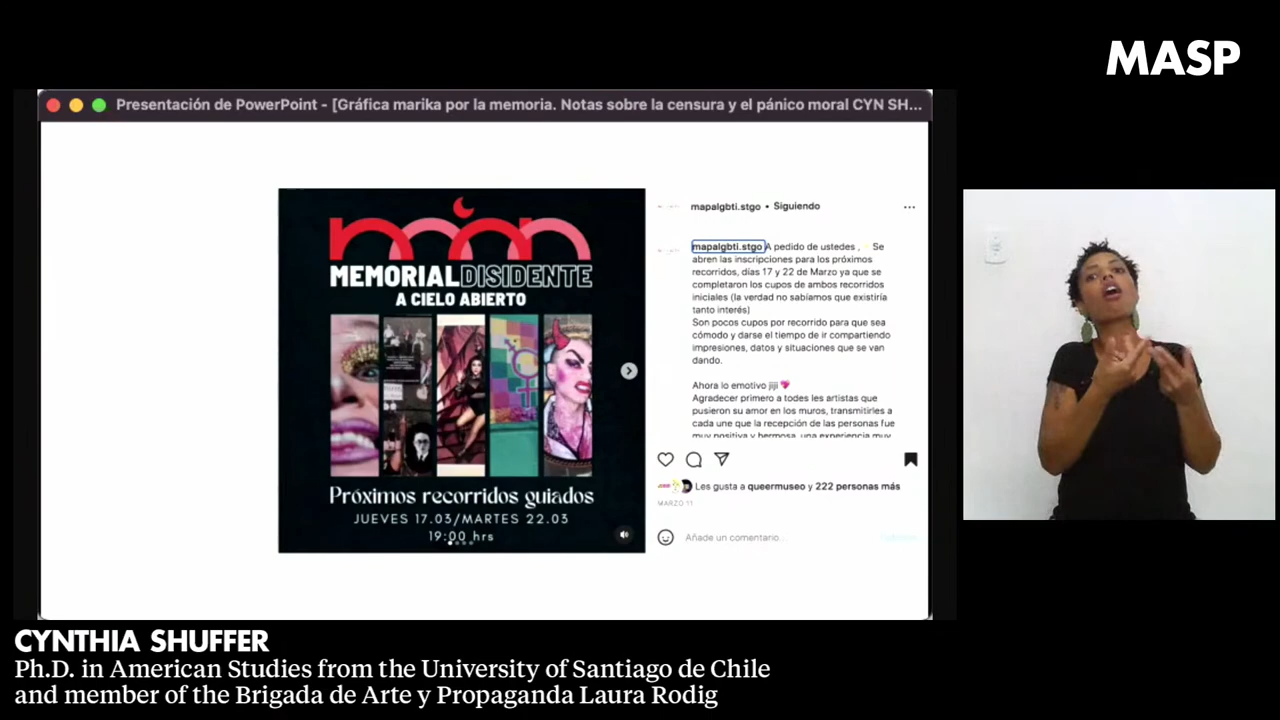 MASP
Presentación de PowerPoint - [Gráfica marika por la memoria. Notas sobre la censura y el pánico moral CYN SH...
MEMORIAL DISIDENTE
A CIELO ABIERTO
Próximos recorridos guiados
JUEVES 17.03/MARTES 22.03
19:00 hrs
mapalgbti.stgo • Siguiendo
mapalgbti.stgo A pedido de ustedes , Se
abren las inscripciones para los próximos
recorridos, días 17 y 22 de Marzo ya que se
completaron los cupos de ambos recorridos
iniciales (la verdad no sabíamos que existiría
tanto interés)
Son pocos cupos por recorrido para que sea
cómodo y darse el tiempo de ir compartiendo
impresiones, datos y situaciones que se van
dando.
Ahora lo emotivo jiji 💖
Agradecer primero a todes les artistas que
pusieron su amor en los muros, transmitirles a
cada une que la recepción de las personas fue
muy positiva y hermosa, una experiencia muy
Les gusta a queermuseo y 222 personas más
MARZO 11
Añade un comentario...
CYNTHIA SHUFFER
Ph.D. in American Studies from the University of Santiago de Chile
and member of the Brigada de Arte y Propaganda Laura Rodig